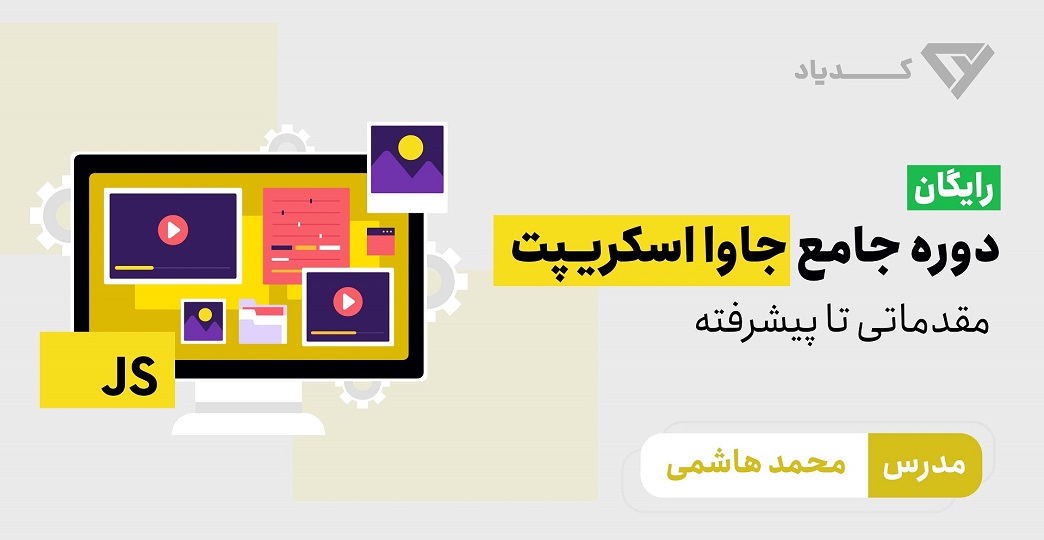 کدیاد
رایگان
دوره جامع جاوا اسکریپت
مقدماتی تا پیشرفته
مدرس محمد هاشمی
JS